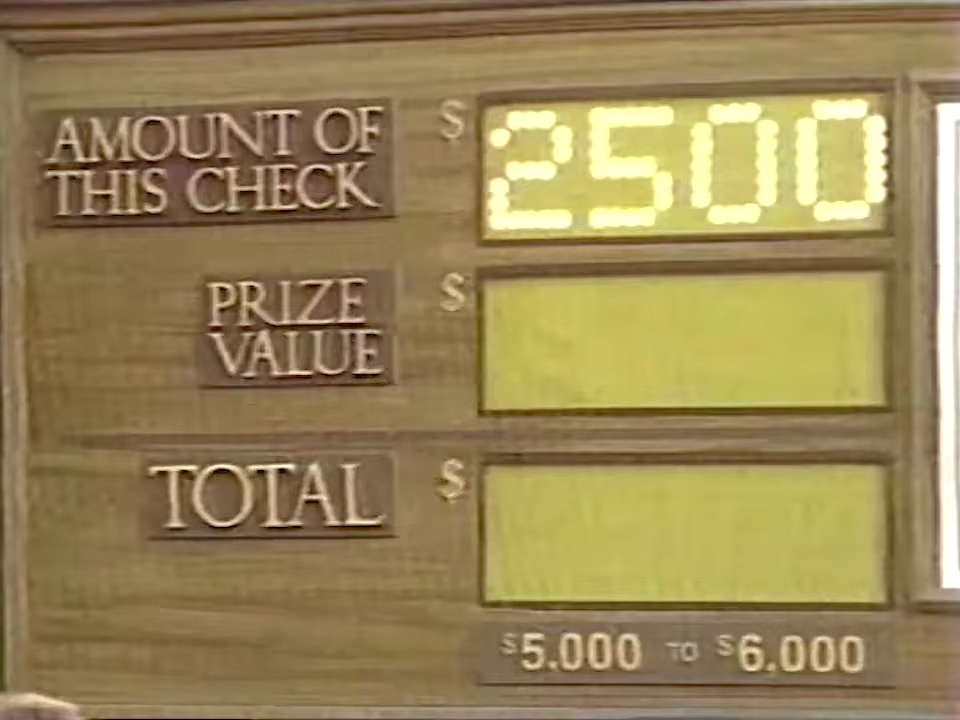 AMOUNT OF $ 2500
THIS CHECK
PRIZE $
VALUE
TOTAL $
$5.000 TO $6.000